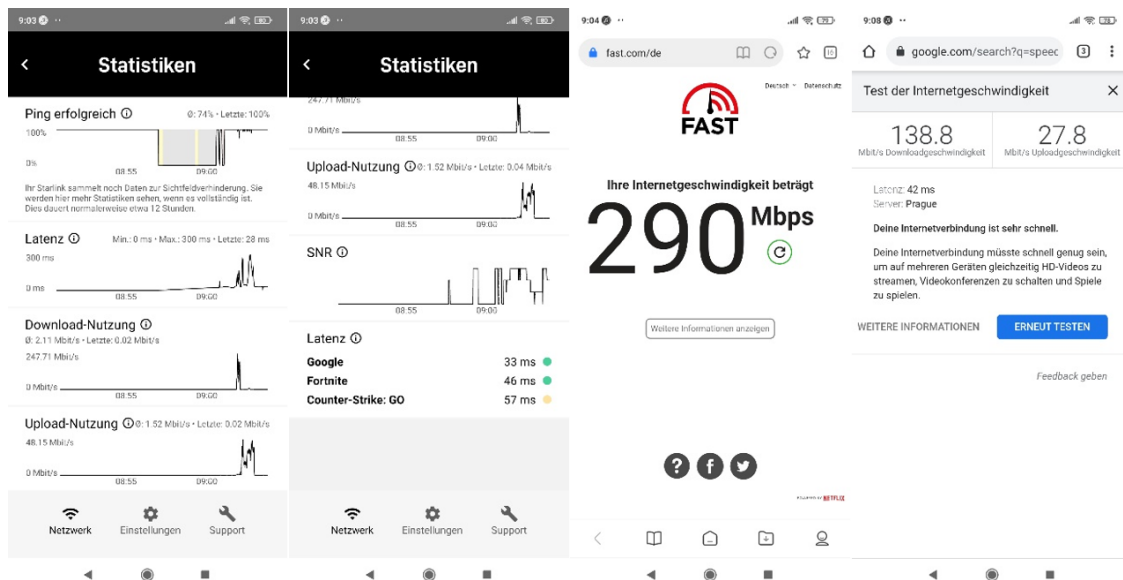 9:03
80
Statistiken
Ping erfolgreich
Ø: 74% • Letzte: 100%
100%
0%
08:55 09:00
Ihr Starlink sammelt noch Daten zur Sichtfeldverhinderung. Sie
werden hier mehr Statistiken sehen, wenn es vollständig ist.
Dies dauert normalerweise etwa 12 Stunden.
Latenz
Min.: 0 ms • Max.: 300 ms • Letzte: 28 ms
300 ms
0 ms
08:55 09:00
Download-Nutzung
Ø: 2.11 Mbit/s • Letzte: 0.02 Mbit/s
247.71 Mbit/s
0 Mbit/s
08:55 09:00
Upload-Nutzung
Ø: 1.52 Mbit/s • Letzte: 0.02 Mbit/s
48.15 Mbit/s
0 Mbit/s
08:55 09:00
Netzwerk Einstellungen Support
9:03
80
Statistiken
247.71 Mbit/s
0 Mbit/s
08:55 09:00
Upload-Nutzung
Ø: 1.52 Mbit/s • Letzte: 0.04 Mbit/s
48.15 Mbit/s
0 Mbit/s
08:55 09:00
SNR
08:55 09:00
Latenz
Google 33 ms
Fortnite 46 ms
Counter-Strike: GO 57 ms
Netzwerk Einstellungen Support
9:04
79
fast.com/de
Deutsch Datenschutz
FAST
Ihre Internetgeschwindigkeit beträgt
290 Mbps
Weitere Informationen anzeigen
NETFLIX
9:08
google.com/search?q=speec
3
Test der Internetgeschwindigkeit
138.8 27.8
Mbit/s Downloadgeschwindigkeit Mbit/s Uploadgeschwindigkeit
Latenz: 42 ms
Server: Prague
Deine Internetverbindung ist sehr schnell.
Deine Internetverbindung müsste schnell genug sein,
um auf mehreren Geräten gleichzeitig HD-Videos zu
streamen, Videokonferenzen zu schalten und Spiele
zu spielen.
WEITERE INFORMATIONEN ERNEUT TESTEN
Feedback geben